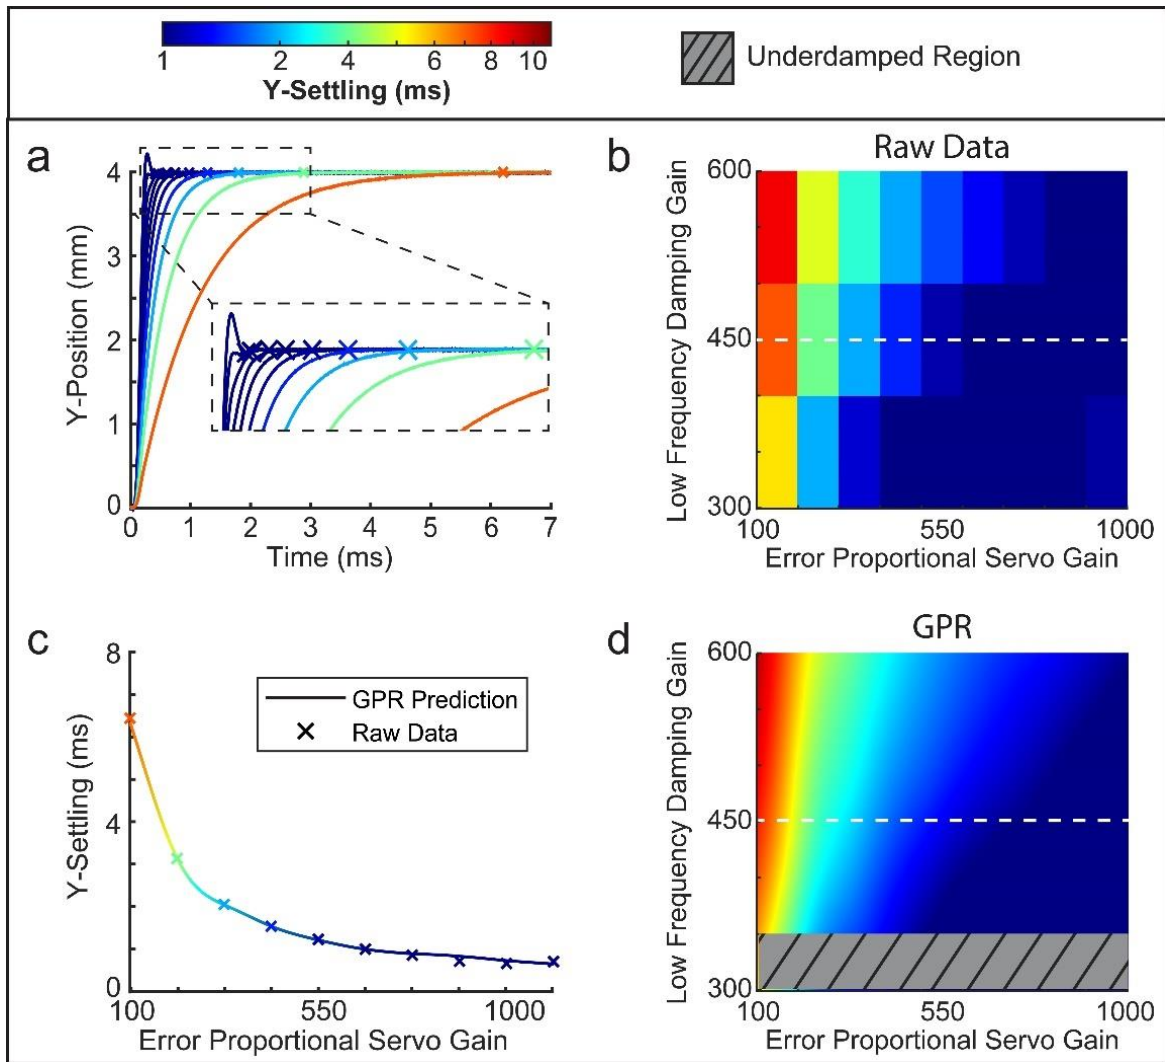 1 2 4 6 8 10
Y-Settling (ms)
Underdamped Region
a
Y-Position (mm)
4
3
2
1
0
0 1 2 3 4 5 6 7
Time (ms)
b
Raw Data
Low Frequency Damping Gain
600
450
300
100 550 1000
Error Proportional Servo Gain
c
Y-Settling (ms)
8
4
0
GPR Prediction
Raw Data
100 550 1000
Error Proportional Servo Gain
d
GPR
Low Frequency Damping Gain
600
450
300
100 550 1000
Error Proportional Servo Gain